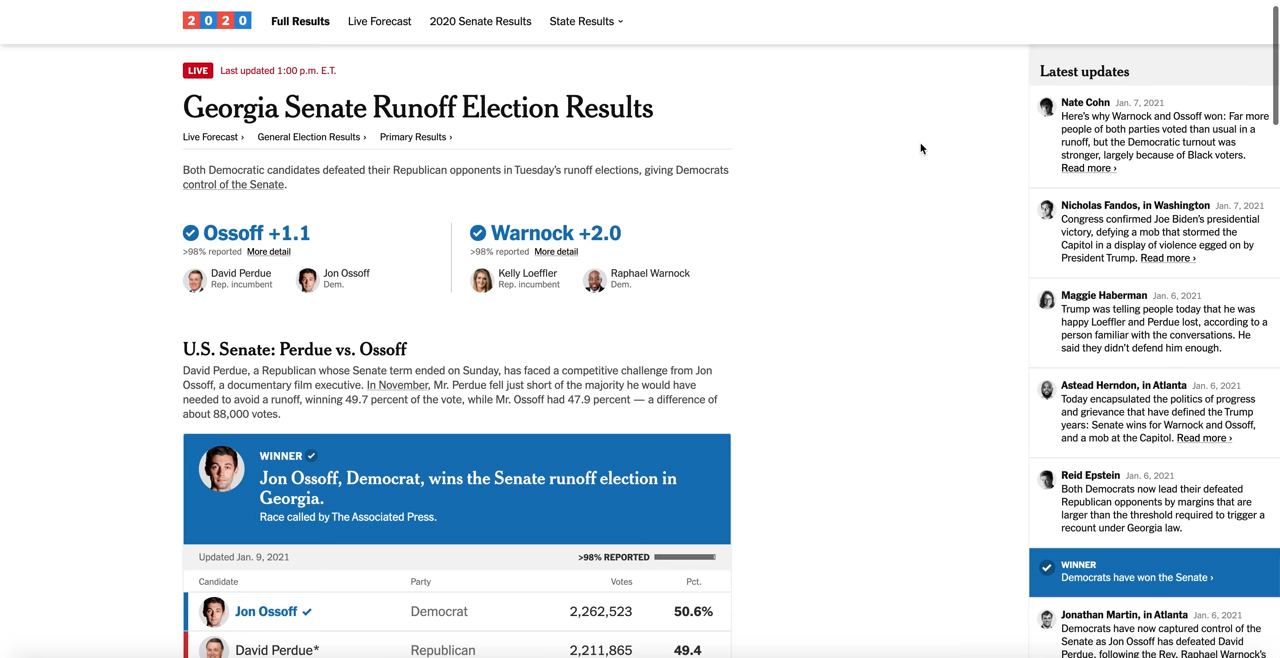 2020 Full Results Live Forecast 2020 Senate Results State Results
LIVE Last updated 1:00 p.m. E.T.
Georgia Senate Runoff Election Results
Live Forecast › General Election Results › Primary Results ›
Both Democratic candidates defeated their Republican opponents in Tuesday’s runoff elections, giving Democrats
control of the Senate.
Ossoff +1.1
>98% reported More detail
David Perdue
Rep. incumbent
Jon Ossoff
Dem.
Warnock +2.0
>98% reported More detail
Kelly Loeffler
Rep. incumbent
Raphael Warnock
Dem.
U.S. Senate: Perdue vs. Ossoff
David Perdue, a Republican whose Senate term ended on Sunday, has faced a competitive challenge from Jon
Ossoff, a documentary film executive. In November, Mr. Perdue fell just short of the majority he would have
needed to avoid a runoff, winning 49.7 percent of the vote, while Mr. Ossoff had 47.9 percent — a difference of
about 88,000 votes.
WINNER
Jon Ossoff, Democrat, wins the Senate runoff election in
Georgia.
Race called by The Associated Press.
Updated Jan. 9, 2021 >98% REPORTED
Candidate Party Votes Pct.
Jon Ossoff Democrat 2,262,523 50.6%
David Perdue* Republican 2,211,865 49.4
Latest updates
Nate Cohn Jan. 7, 2021
Here’s why Warnock and Ossoff won: Far more
people of both parties voted than usual in a
runoff, but the Democratic turnout was
stronger, largely because of Black voters.
Read more ›
Nicholas Fandos, in Washington Jan. 7, 2021
Congress confirmed Joe Biden’s presidential
victory, defying a mob that stormed the
Capitol in a display of violence egged on by
President Trump. Read more ›
Maggie Haberman Jan. 6, 2021
Trump was telling people today that he was
happy Loeffler and Perdue lost, according to a
person familiar with the conversations. He
said they didn’t defend him enough.
Astead Herndon, in Atlanta Jan. 6, 2021
Today encapsulated the politics of progress
and grievance that have defined the Trump
years: Senate wins for Warnock and Ossoff,
and a mob at the Capitol. Read more ›
Reid Epstein Jan. 6, 2021
Both Democrats now lead their defeated
Republican opponents by margins that are
larger than the threshold required to trigger a
recount under Georgia law.
WINNER
Democrats have won the Senate ›
Jonathan Martin, in Atlanta Jan. 6, 2021
Democrats have now captured control of the
Senate as Jon Ossoff has defeated David
Perdue, following the Rev. Raphael Warnock’s